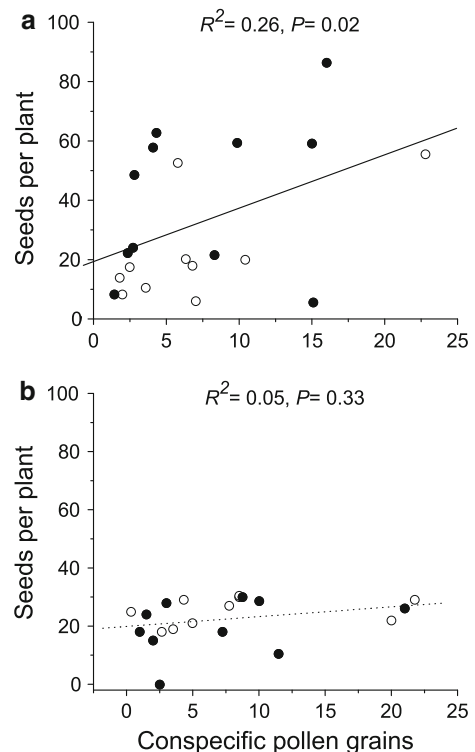 a
R2= 0.26, P= 0.02
100
80
60
40
20
0
Seeds per plant
0 5 10 15 20 25
b
R2= 0.05, P= 0.33
100
80
60
40
20
0
Seeds per plant
0 5 10 15 20 25
Conspecific pollen grains